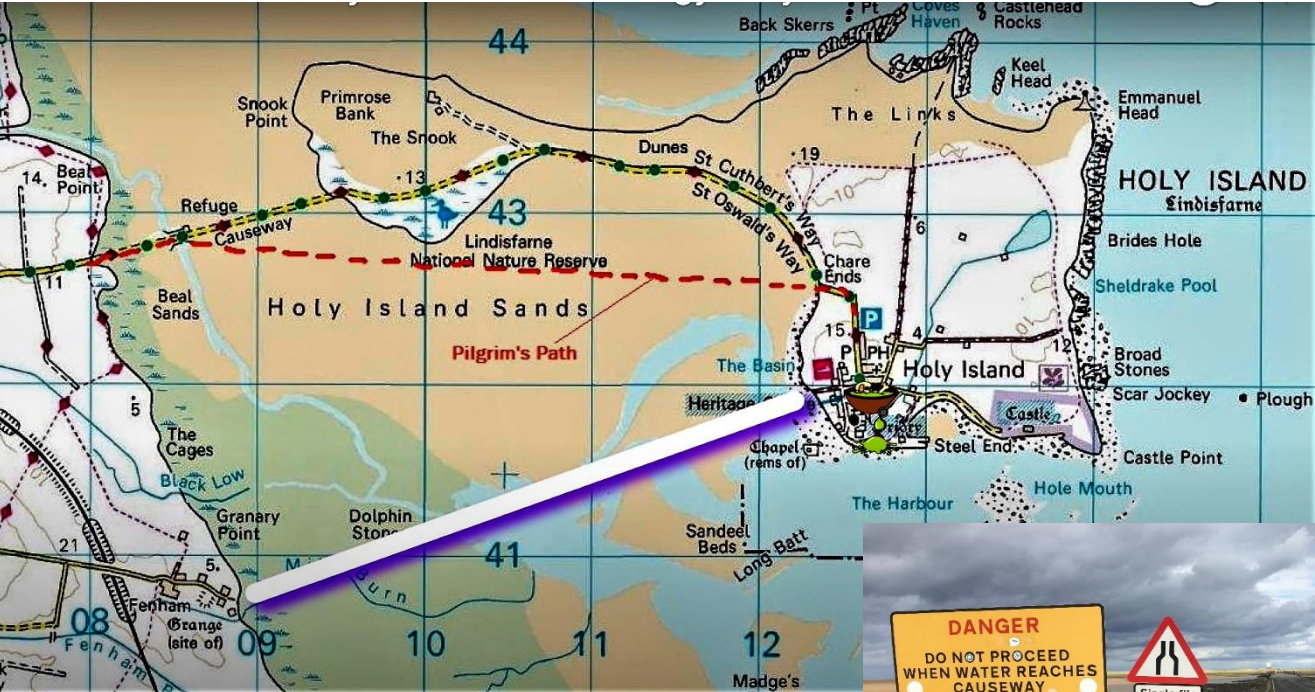 Back Skerrs
Pt
Coves
Haven
Castlehead
Rocks
44
Keel
Head
Snook
Point
Primrose
Bank
The Snook
The Links
Emmanuel
Head
Dunes
St Cuthbert's Way
St Oswald's Way
19
10
14.
Beal
Point
13
HOLY ISLAND
Lindisfarne
Refuge
Causeway
43
6
Lindisfarne
National Nature Reserve
Brides Hole
Chare
Ends
11
Beal
Sands
Holy Island Sands
Sheldrake Pool
P
10
15.
4
12
Pilgrim's Path
P
PH
The Basin
Holy Island
Broad
Stones
Scar Jockey
Plough
5
Heritage
Castle
The
Cages
Priory
Chapel
(rems of)
Steel End
Castle Point
Black Low
Hole Mouth
The Harbour
Granary
Point
Dolphin
Sandeel
Beds
Long Batt
21
41
5.
Burn
Fenham
Grange
(site of)
08
09
10
11
12
Fenham
Madge's
DANGER
DO NOT PROCEED
WHEN WATER REACHES
CAUSEWAY